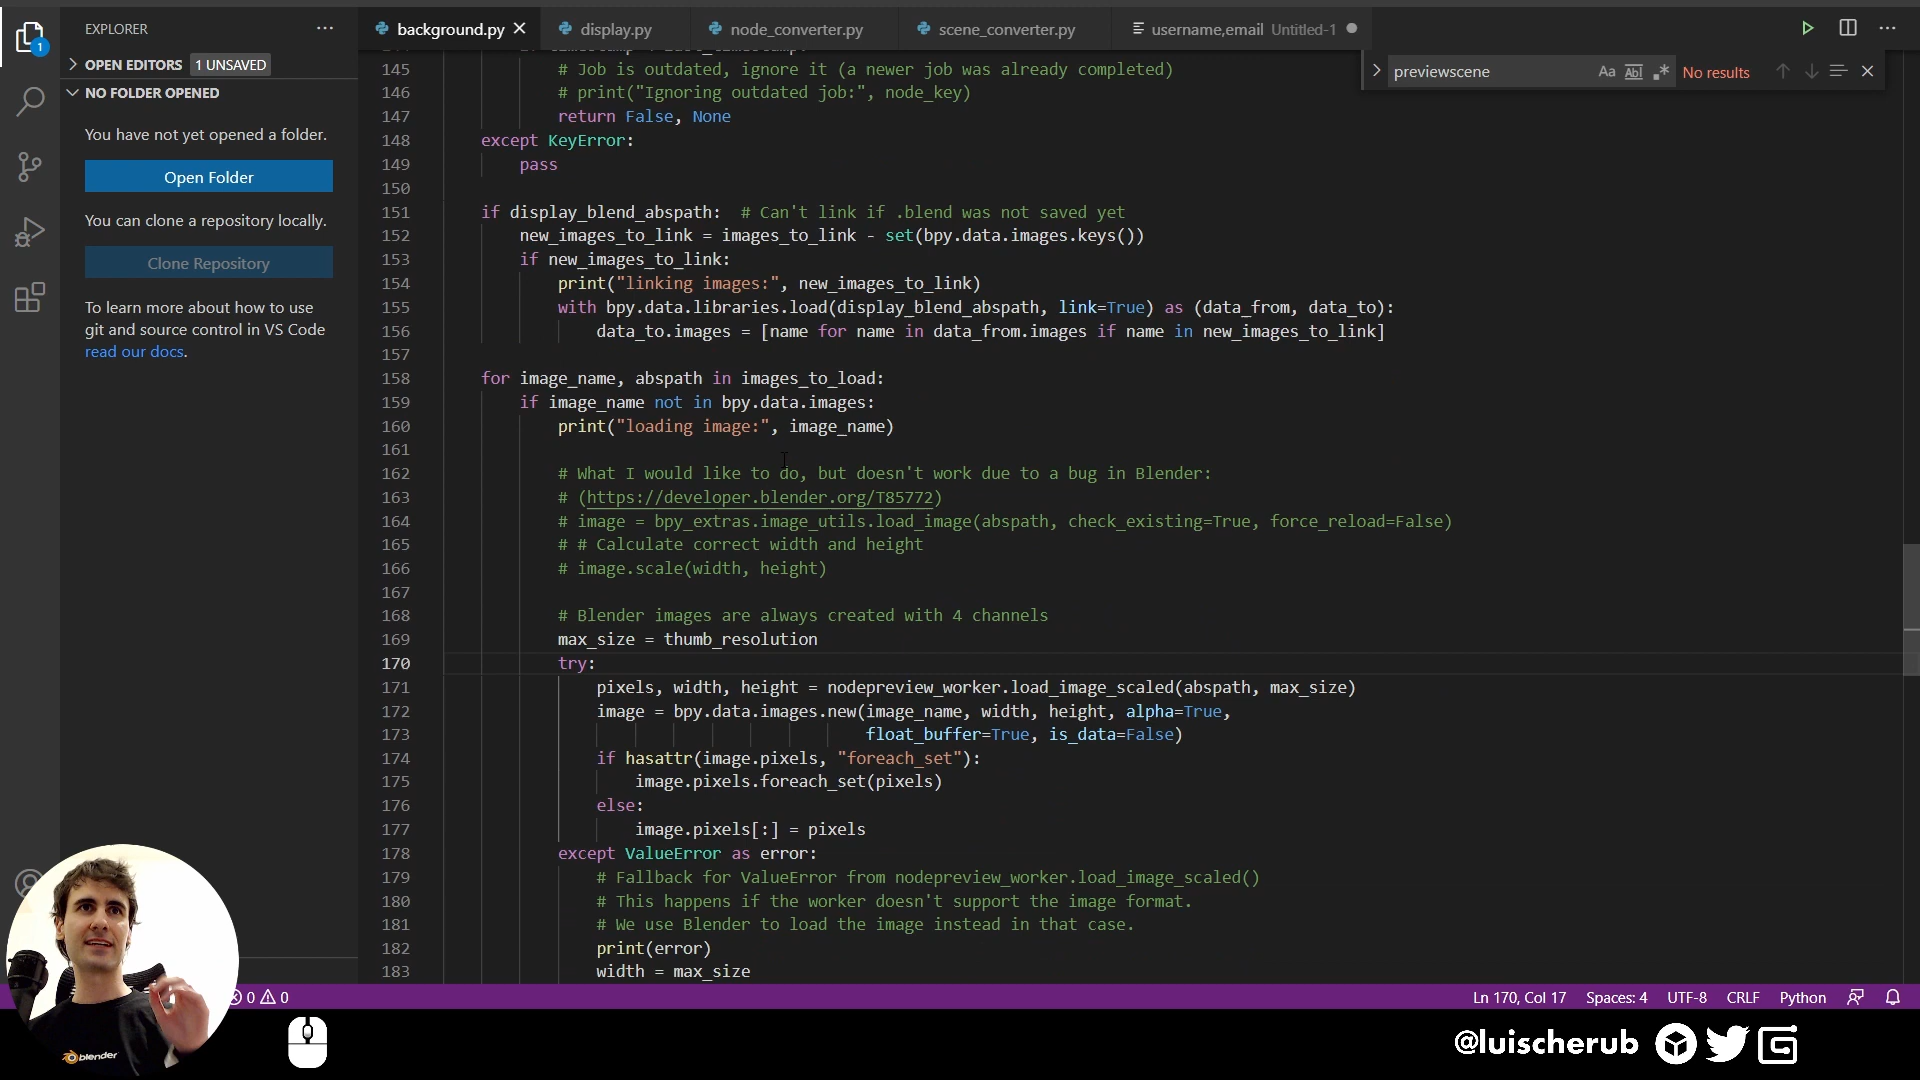 EXPLORER
background.py
display.py
node_converter.py
scene_converter.py
username,email Untitled-1
OPEN EDITORS 1 UNSAVED
NO FOLDER OPENED
You have not yet opened a folder.
Open Folder
You can clone a repository locally.
Clone Repository
To learn more about how to use
git and source control in VS Code
read our docs.
1
previewscene
Aa
No results
145 # Job is outdated, ignore it (a newer job was already completed)
146 # print("Ignoring outdated job:", node_key)
147 return False, None
148 except KeyError:
149 pass
150
151 if display_blend_abspath:  # Can't link if .blend was not saved yet
152 new_images_to_link = images_to_link - set(bpy.data.images.keys())
153 if new_images_to_link:
154 print("linking images:", new_images_to_link)
155 with bpy.data.libraries.load(display_blend_abspath, link=True) as (data_from, data_to):
156 data_to.images = [name for name in data_from.images if name in new_images_to_link]
157
158 for image_name, abspath in images_to_load:
159 if image_name not in bpy.data.images:
160 print("loading image:", image_name)
161
162 # What I would like to do, but doesn't work due to a bug in Blender:
163 # (https://developer.blender.org/T85772)
164 # image = bpy_extras.image_utils.load_image(abspath, check_existing=True, force_reload=False)
165 # # Calculate correct width and height
166 # image.scale(width, height)
167
168 # Blender images are always created with 4 channels
169 max_size = thumb_resolution
170 try:
171 pixels, width, height = nodepreview_worker.load_image_scaled(abspath, max_size)
172 image = bpy.data.images.new(image_name, width, height, alpha=True,
173 float_buffer=True, is_data=False)
174 if hasattr(image.pixels, "foreach_set"):
175 image.pixels.foreach_set(pixels)
176 else:
177 image.pixels[:] = pixels
178 except ValueError as error:
179 # Fallback for ValueError from nodepreview_worker.load_image_scaled()
180 # This happens if the worker doesn't support the image format.
181 # We use Blender to load the image instead in that case.
182 print(error)
183 width = max_size
0 0
Ln 170, Col 17
Spaces: 4
UTF-8
CRLF
Python
blender
@luischerub